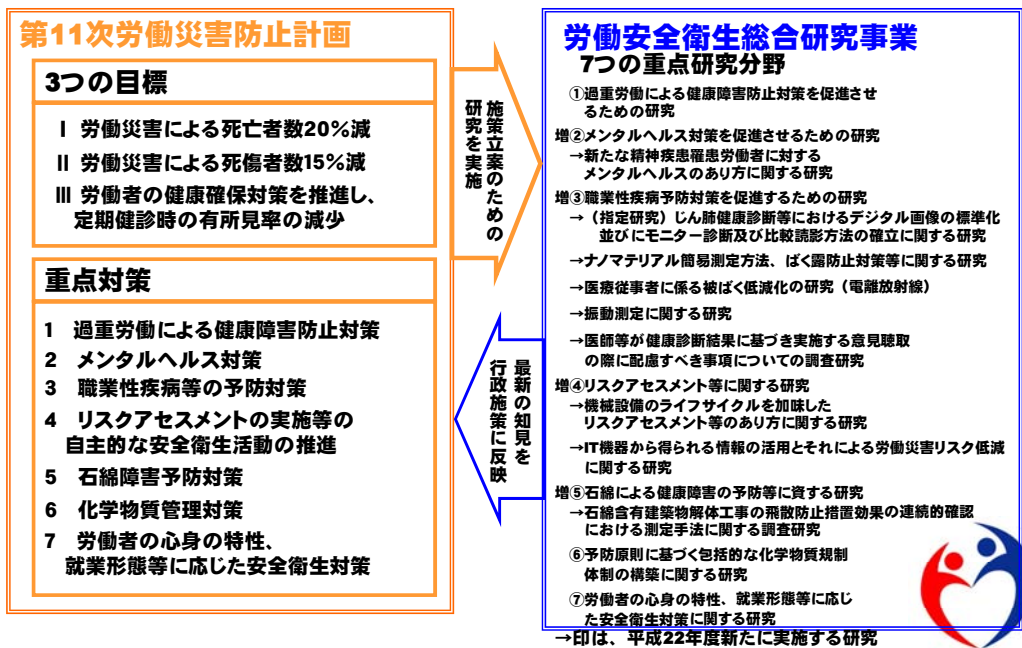 第11次労働災害防止計画
3つの目標
Ⅰ 労働災害による死亡者数20%減
Ⅱ 労働災害による死傷者数15%減
Ⅲ 労働者の健康確保対策を推進し、
定期健診時の有所見率の減少
重点対策
1 過重労働による健康障害防止対策
2 メンタルヘルス対策
3 職業性疾病等の予防対策
4 リスクアセスメントの実施等の
自主的な安全衛生活動の推進
5 石綿障害予防対策
6 化学物質管理対策
7 労働者の心身の特性、
就業形態等に応じた安全衛生対策
施策立案のための
研究を実施
最新の知見を
行政施策に反映
労働安全衛生総合研究事業
7つの重点研究分野
①過重労働による健康障害防止対策を促進させ
るための研究
増②メンタルヘルス対策を促進させるための研究
→新たな精神疾患罹患労働者に対する
メンタルヘルスのあり方に関する研究
増③職業性疾病予防対策を促進するための研究
→（指定研究）じん肺健康診断等におけるデジタル画像の標準化
並びにモニター診断及び比較読影方法の確立に関する研究
→ナノマテリアル簡易測定方法、ばく露防止対策等に関する研究
→医療従事者に係る被ばく低減化の研究（電離放射線）
→振動測定に関する研究
→医師等が健康診断結果に基づき実施する意見聴取
の際に配慮すべき事項についての調査研究
増④リスクアセスメント等に関する研究
→機械設備のライフサイクルを加味した
リスクアセスメント等のあり方に関する研究
→IT機器から得られる情報の活用とそれによる労働災害リスク低減
に関する研究
増⑤石綿による健康障害の予防等に資する研究
→石綿含有建築物解体工事の飛散防止措置効果の連続的確認
における測定手法に関する調査研究
⑥予防原則に基づく包括的な化学物質規制
体制の構築に関する研究
⑦労働者の心身の特性、就業形態等に応じ
た安全衛生対策に関する研究
→印は、平成22年度新たに実施する研究